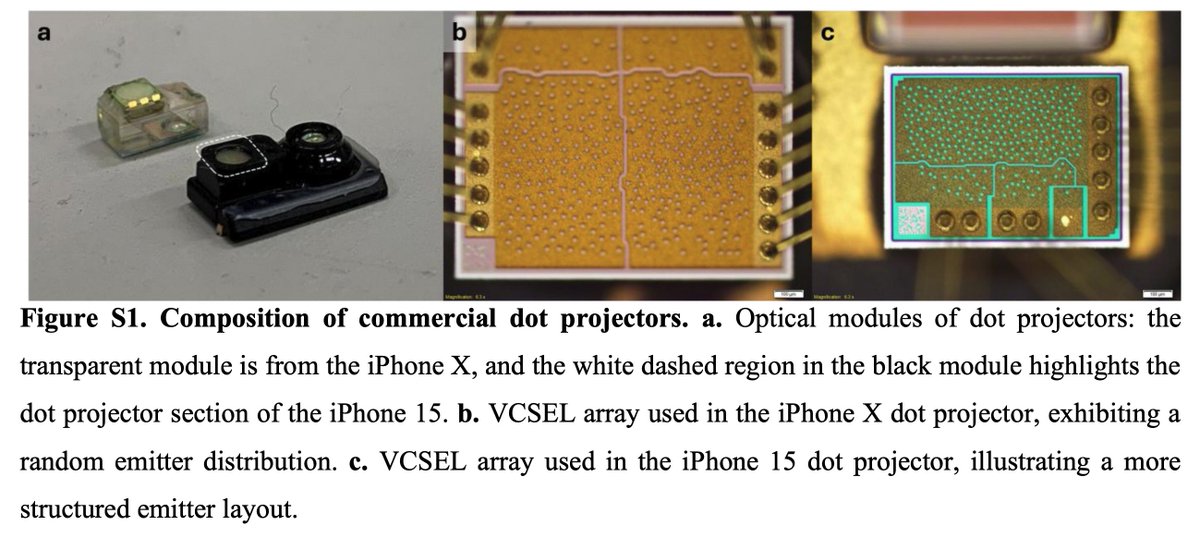 a
b
c
Magnification: 6.3 x
100 μm
100 μm
Figure S1. Composition of commercial dot projectors. a. Optical modules of dot projectors: the
transparent module is from the iPhone X, and the white dashed region in the black module highlights the
dot projector section of the iPhone 15. b. VCSEL array used in the iPhone X dot projector, exhibiting a
random emitter distribution. c. VCSEL array used in the iPhone 15 dot projector, illustrating a more
structured emitter layout.